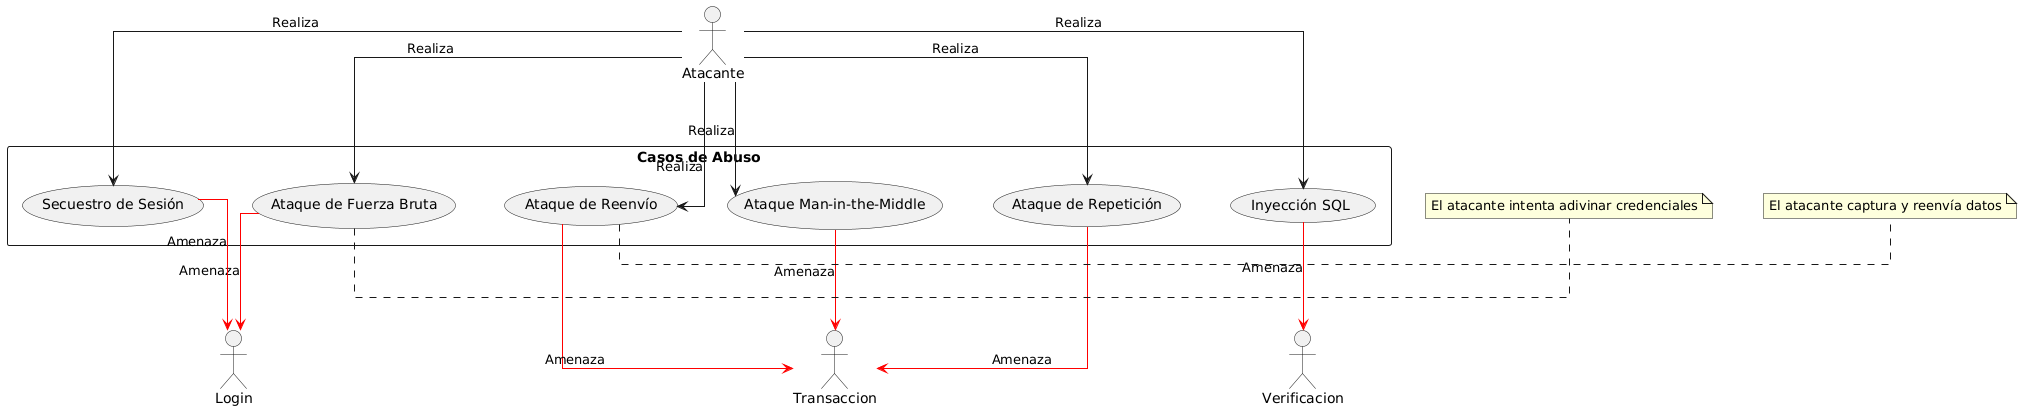 Realiza
Realiza
Realiza
Realiza
Atacante
Realiza
Casos de Abuso
Realiza
Secuestro de Sesión
Ataque de Fuerza Bruta
Ataque de Reenvío
Ataque Man-in-the-Middle
Ataque de Repetición
Inyección SQL
El atacante intenta adivinar credenciales
El atacante captura y reenvía datos
Amenaza
Amenaza
Amenaza
Amenaza
Amenaza
Amenaza
Login
Transaccion
Verificacion